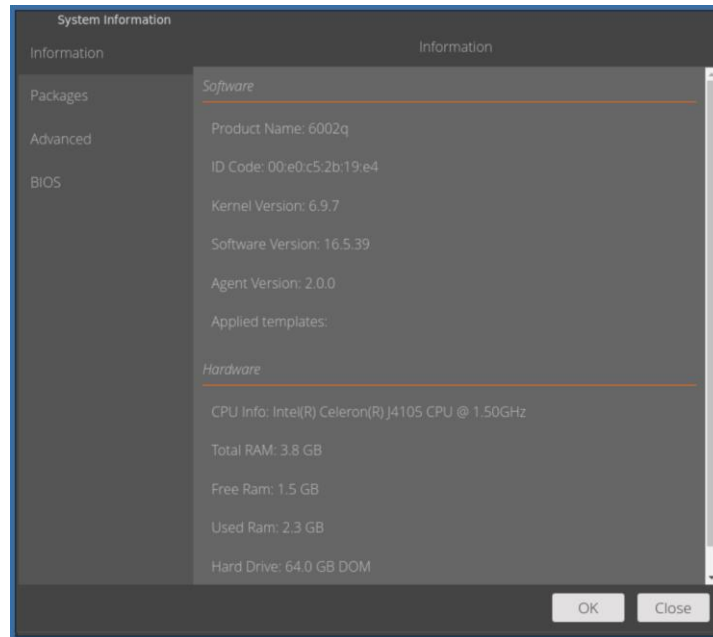 System Information
Information
Packages
Advanced
BIOS
Information
Software
Product Name: 6002q
ID Code: 00:e0:c5:2b:19:e4
Kernel Version: 6.9.7
Software Version: 16.5.39
Agent Version: 2.0.0
Applied templates:
Hardware
CPU Info: Intel(R) Celeron(R) J4105 CPU @ 1.50GHz
Total RAM: 3.8 GB
Free Ram: 1.5 GB
Used Ram: 2.3 GB
Hard Drive: 64.0 GB DOM
OK
Close